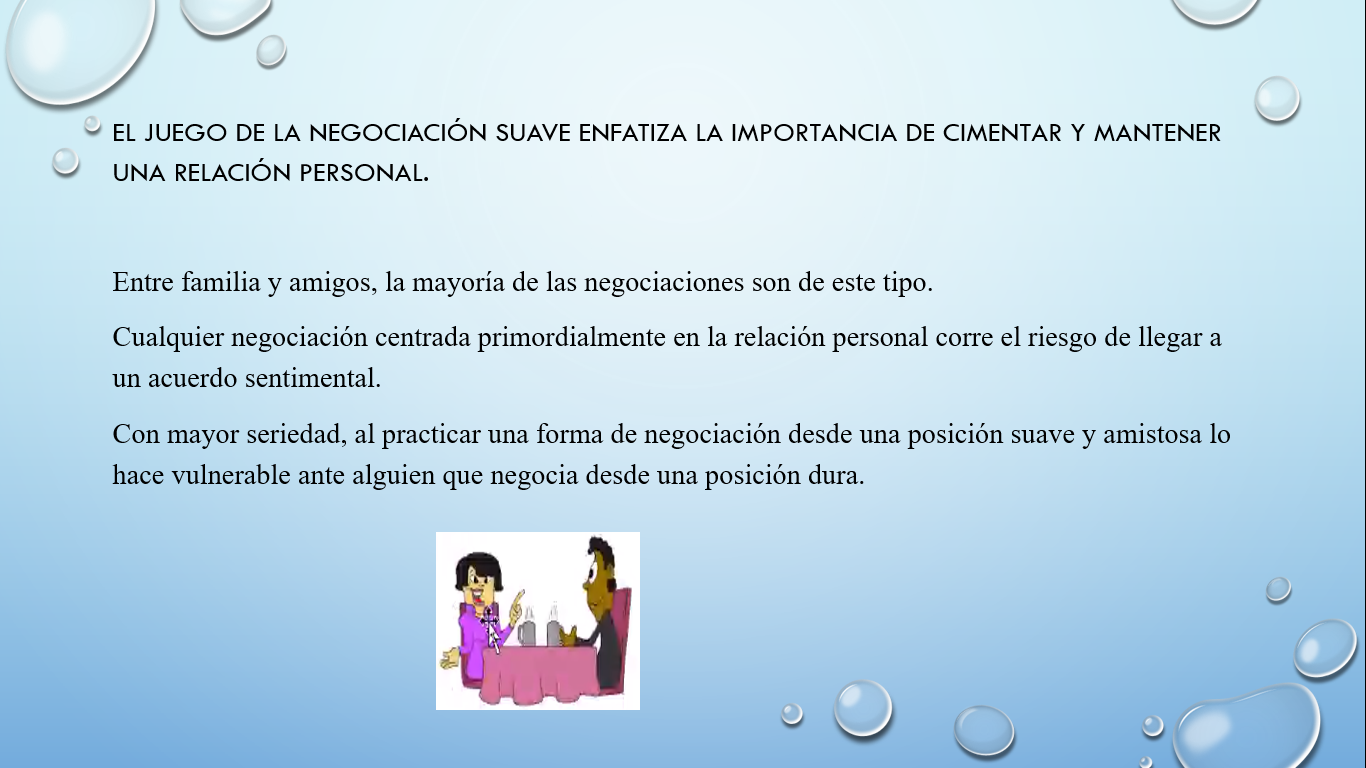 EL JUEGO DE LA NEGOCIACIÓN SUAVE ENFATIZA LA IMPORTANCIA DE CIMENTAR Y MANTENER
UNA RELACIÓN PERSONAL.
Entre familia y amigos, la mayoría de las negociaciones son de este tipo.
Cualquier negociación centrada primordialmente en la relación personal corre el riesgo de llegar a
un acuerdo sentimental.
Con mayor seriedad, al practicar una forma de negociación desde una posición suave y amistosa lo
hace vulnerable ante alguien que negocia desde una posición dura.